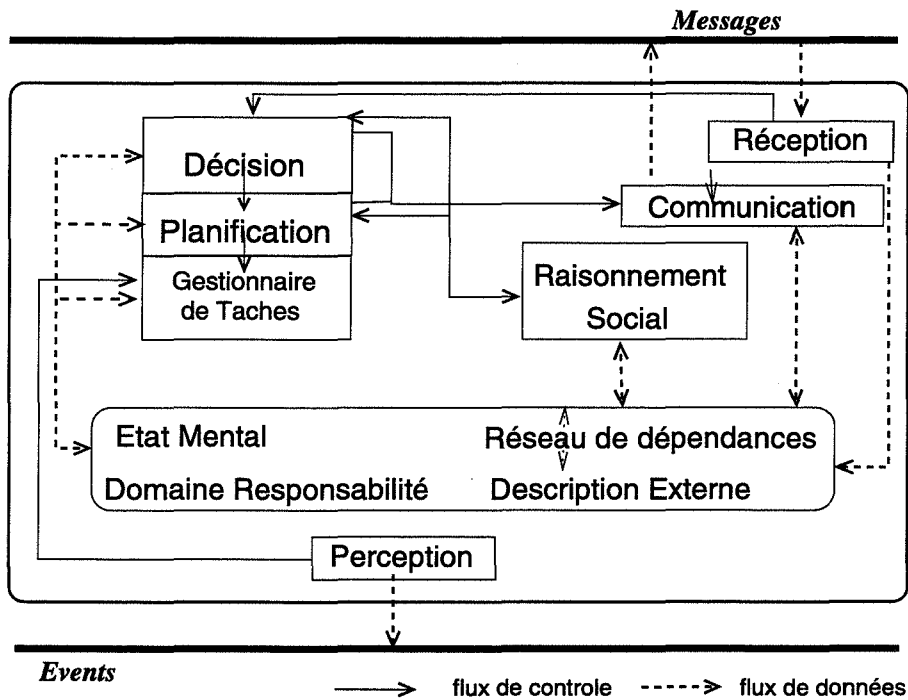 Messages
Réception
Décision
Communication
Planification
Raisonnement
Social
Gestionnaire
de Taches
Etat Mental
Réseau de dépendances
Domaine Responsabilité
Description Externe
Perception
Events
flux de controle
flux de données